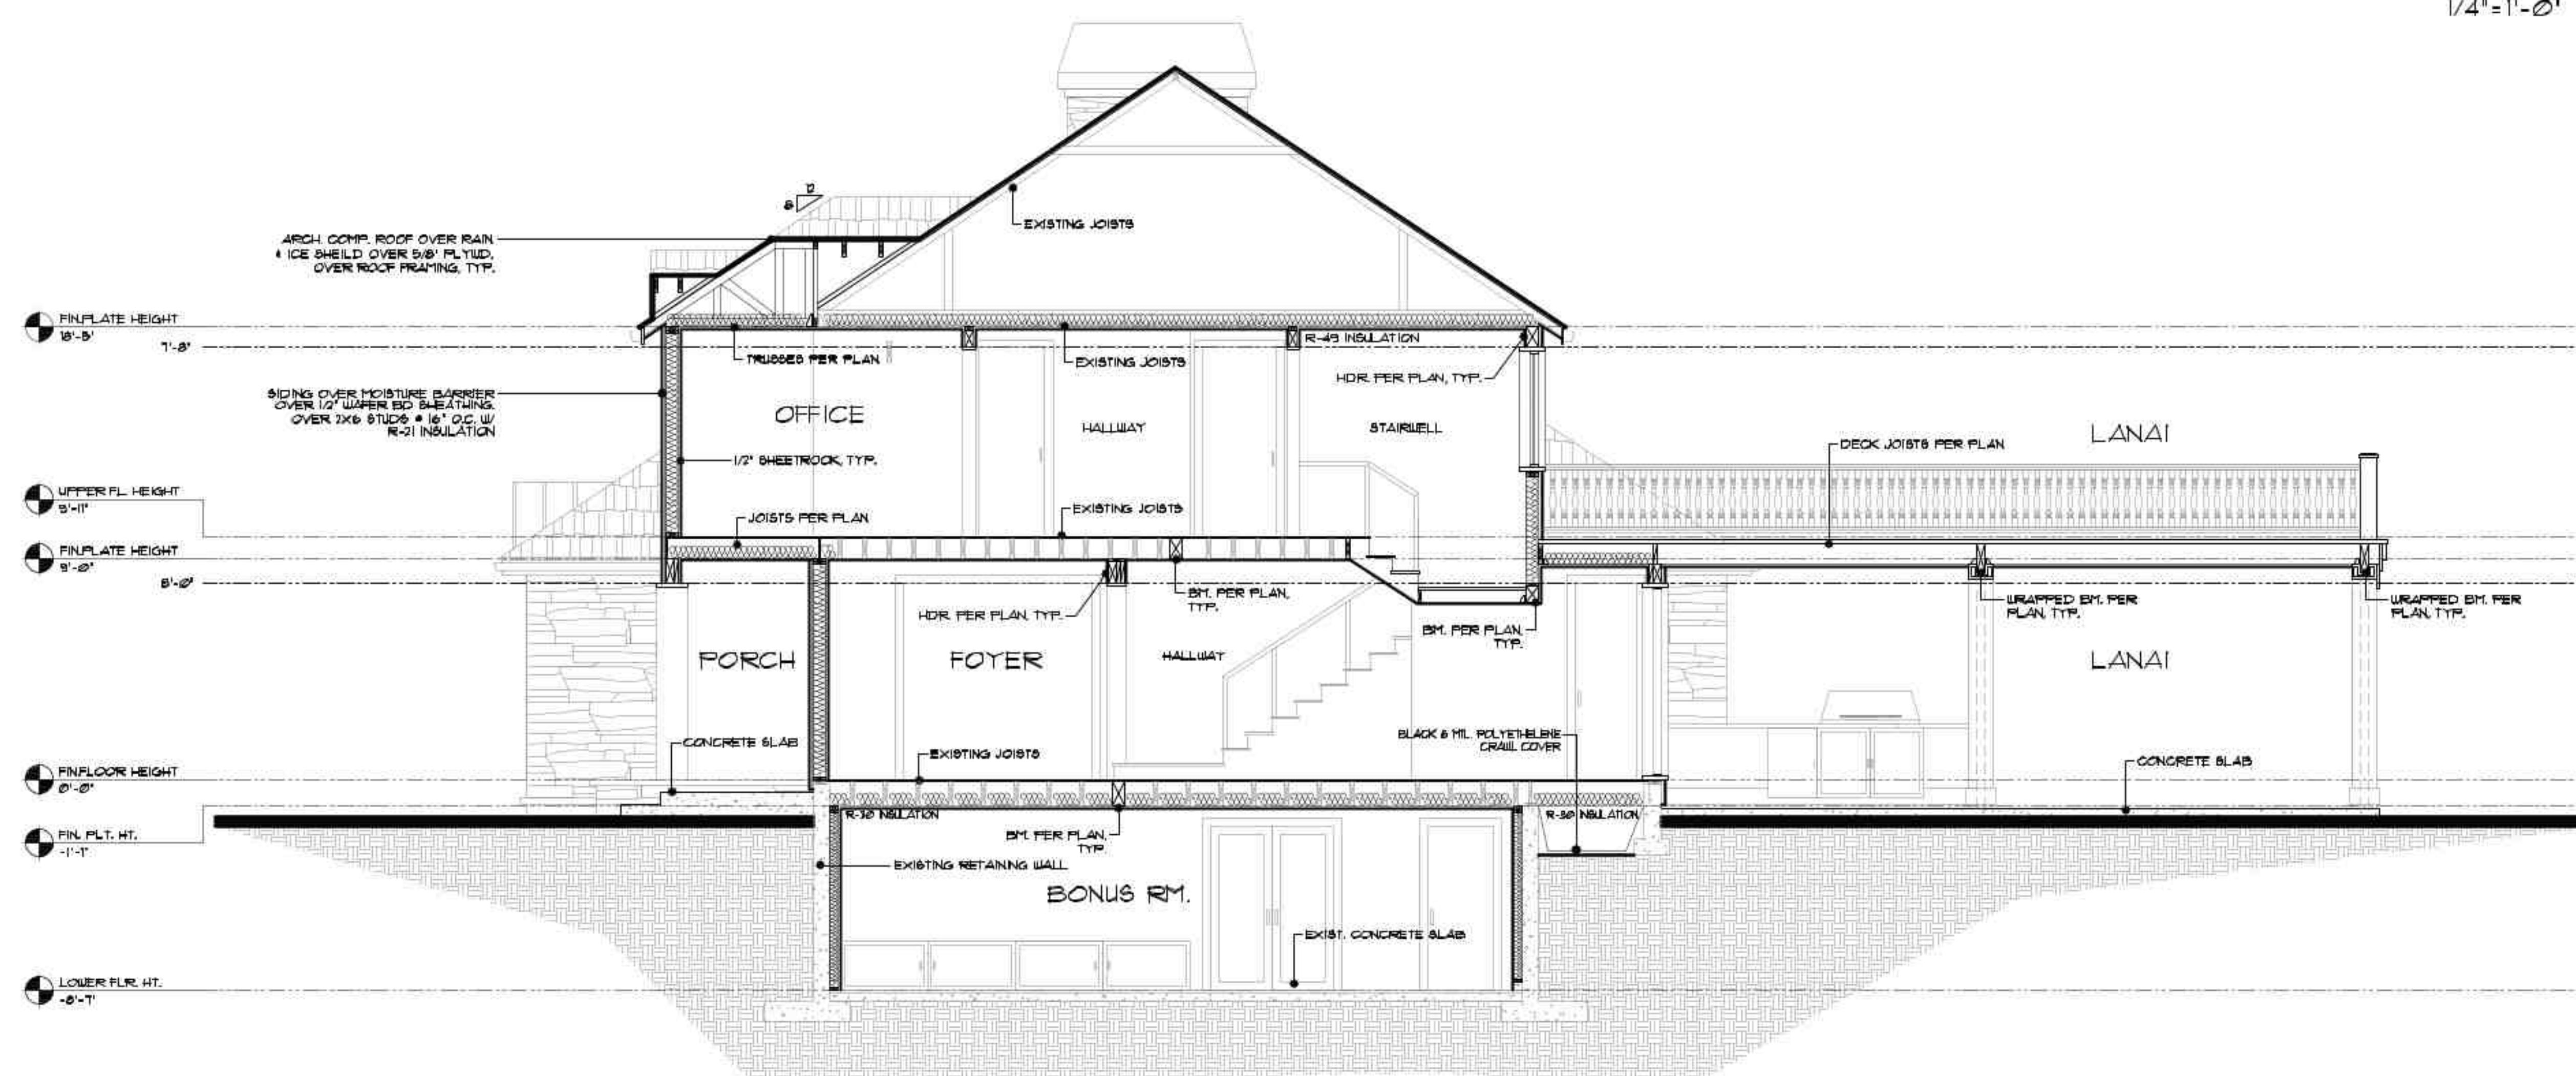 1/4"=1'-0"
12
8
EXISTING JOISTS
ARCH. COMP. ROOF OVER RAIN
& ICE SHEILD OVER 5/8" PLYWD,
OVER ROOF FRAMING, TYP.
FIN.PLATE HEIGHT
18'-5"
7'-8"
TRUSSES PER PLAN
EXISTING JOISTS
R-49 INSULATION
HDR. PER PLAN, TYP.
SIDING OVER MOISTURE BARRIER
OVER 1/2" WAFER BD SHEATHING.
OVER 2X6 STUDS @ 16" O.C. W/
R-21 INSULATION
OFFICE
HALLWAY
STAIRWELL
LANAI
DECK JOISTS PER PLAN
1/2" SHEETROCK, TYP.
UPPER FL. HEIGHT
9'-11"
JOISTS PER PLAN
EXISTING JOISTS
FIN.PLATE HEIGHT
9'-0"
8'-0"
HDR. PER PLAN, TYP.
BM. PER PLAN,
TYP.
BM. PER PLAN,
TYP.
WRAPPED BM. PER
PLAN, TYP.
WRAPPED BM. PER
PLAN, TYP.
PORCH
FOYER
HALLWAY
LANAI
CONCRETE SLAB
EXISTING JOISTS
BLACK 6 MIL. POLYETHELENE
CRAWL COVER
CONCRETE SLAB
FIN.FLOOR HEIGHT
0'-0"
R-30 INSULATION
R-30 INSULATION
FIN. PLT. HT.
-1'-1"
BM. PER PLAN,
TYP.
EXISTING RETAINING WALL
BONUS RM.
EXIST. CONCRETE SLAB
LOWER FLR. HT.